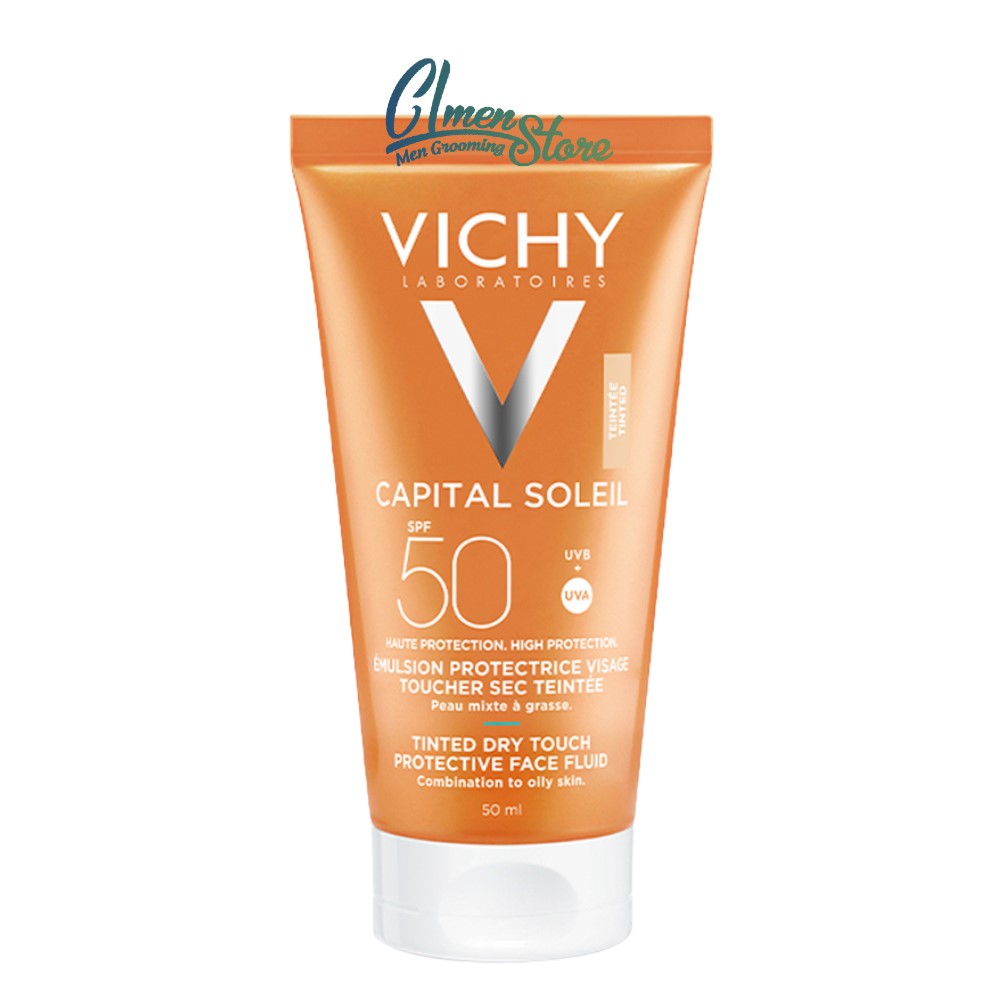 CImen
Men Grooming Store
VICHY
LABORATOIRES
TEINTÉE
TINTED
CAPITAL SOLEIL
SPF
50
UVB
+
UVA
HAUTE PROTECTION. HIGH PROTECTION.
ÉMULSION PROTECTRICE VISAGE
TOUCHER SEC TEINTÉE
Peau mixte à grasse.
TINTED DRY TOUCH
PROTECTIVE FACE FLUID
Combination to oily skin.
50 ml